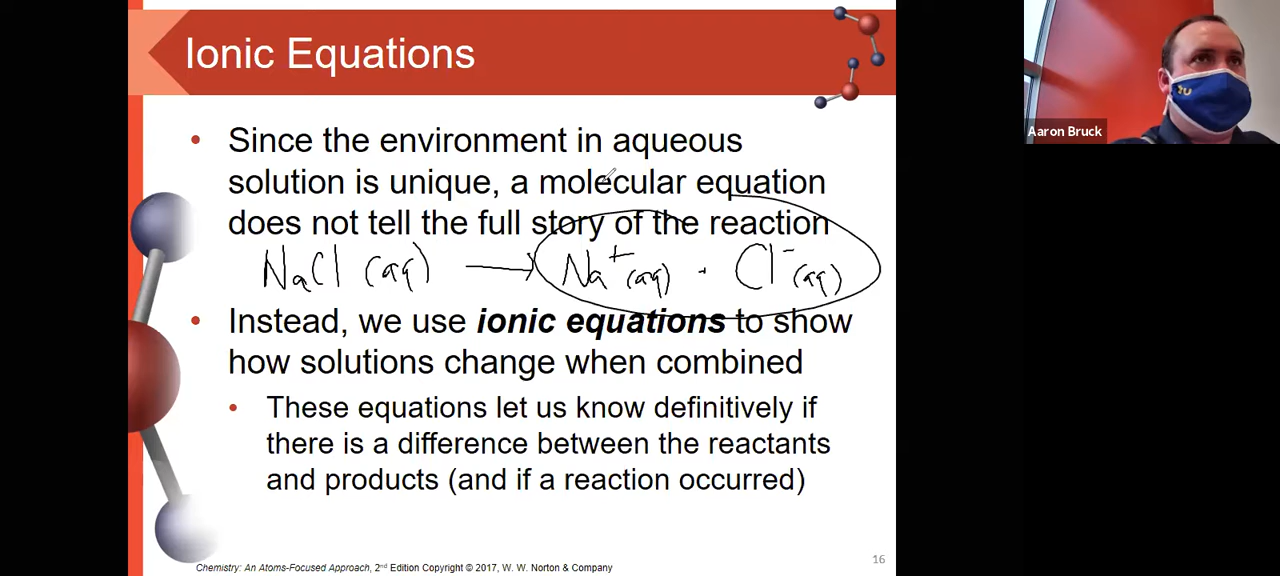 Ionic Equations
Aaron Bruck
• Since the environment in aqueous
solution is unique, a molecular equation
does not tell the full story of the reaction
NaCl (aq) → Na⁺(aq) + Cl⁻(aq)
• Instead, we use ionic equations to show
how solutions change when combined
• These equations let us know definitively if
there is a difference between the reactants
and products (and if a reaction occurred)
16
Chemistry: An Atoms-Focused Approach, 2nd Edition Copyright © 2017, W. W. Norton & Company